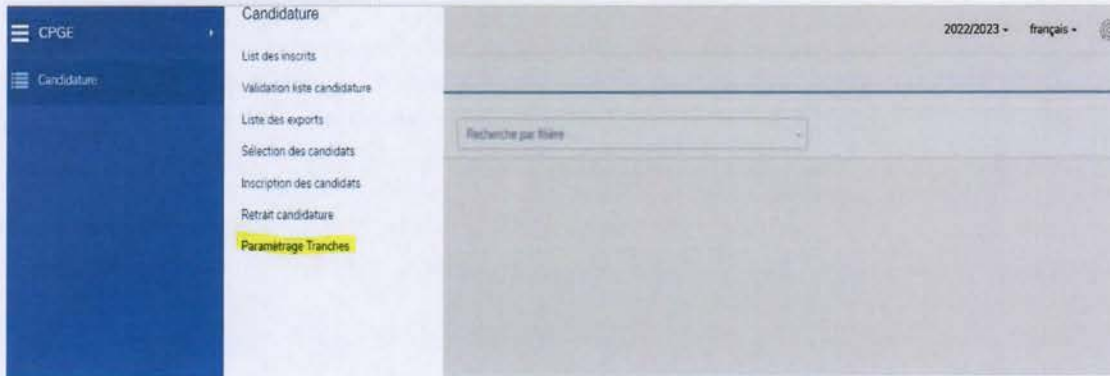 CPGE
Candidature
Candidature
List des inscrits
Validation liste candidature
Liste des exports
Sélection des candidats
Inscription des candidats
Retrait candidature
Paramétrage Tranches
2022/2023
français
Recherche par filière